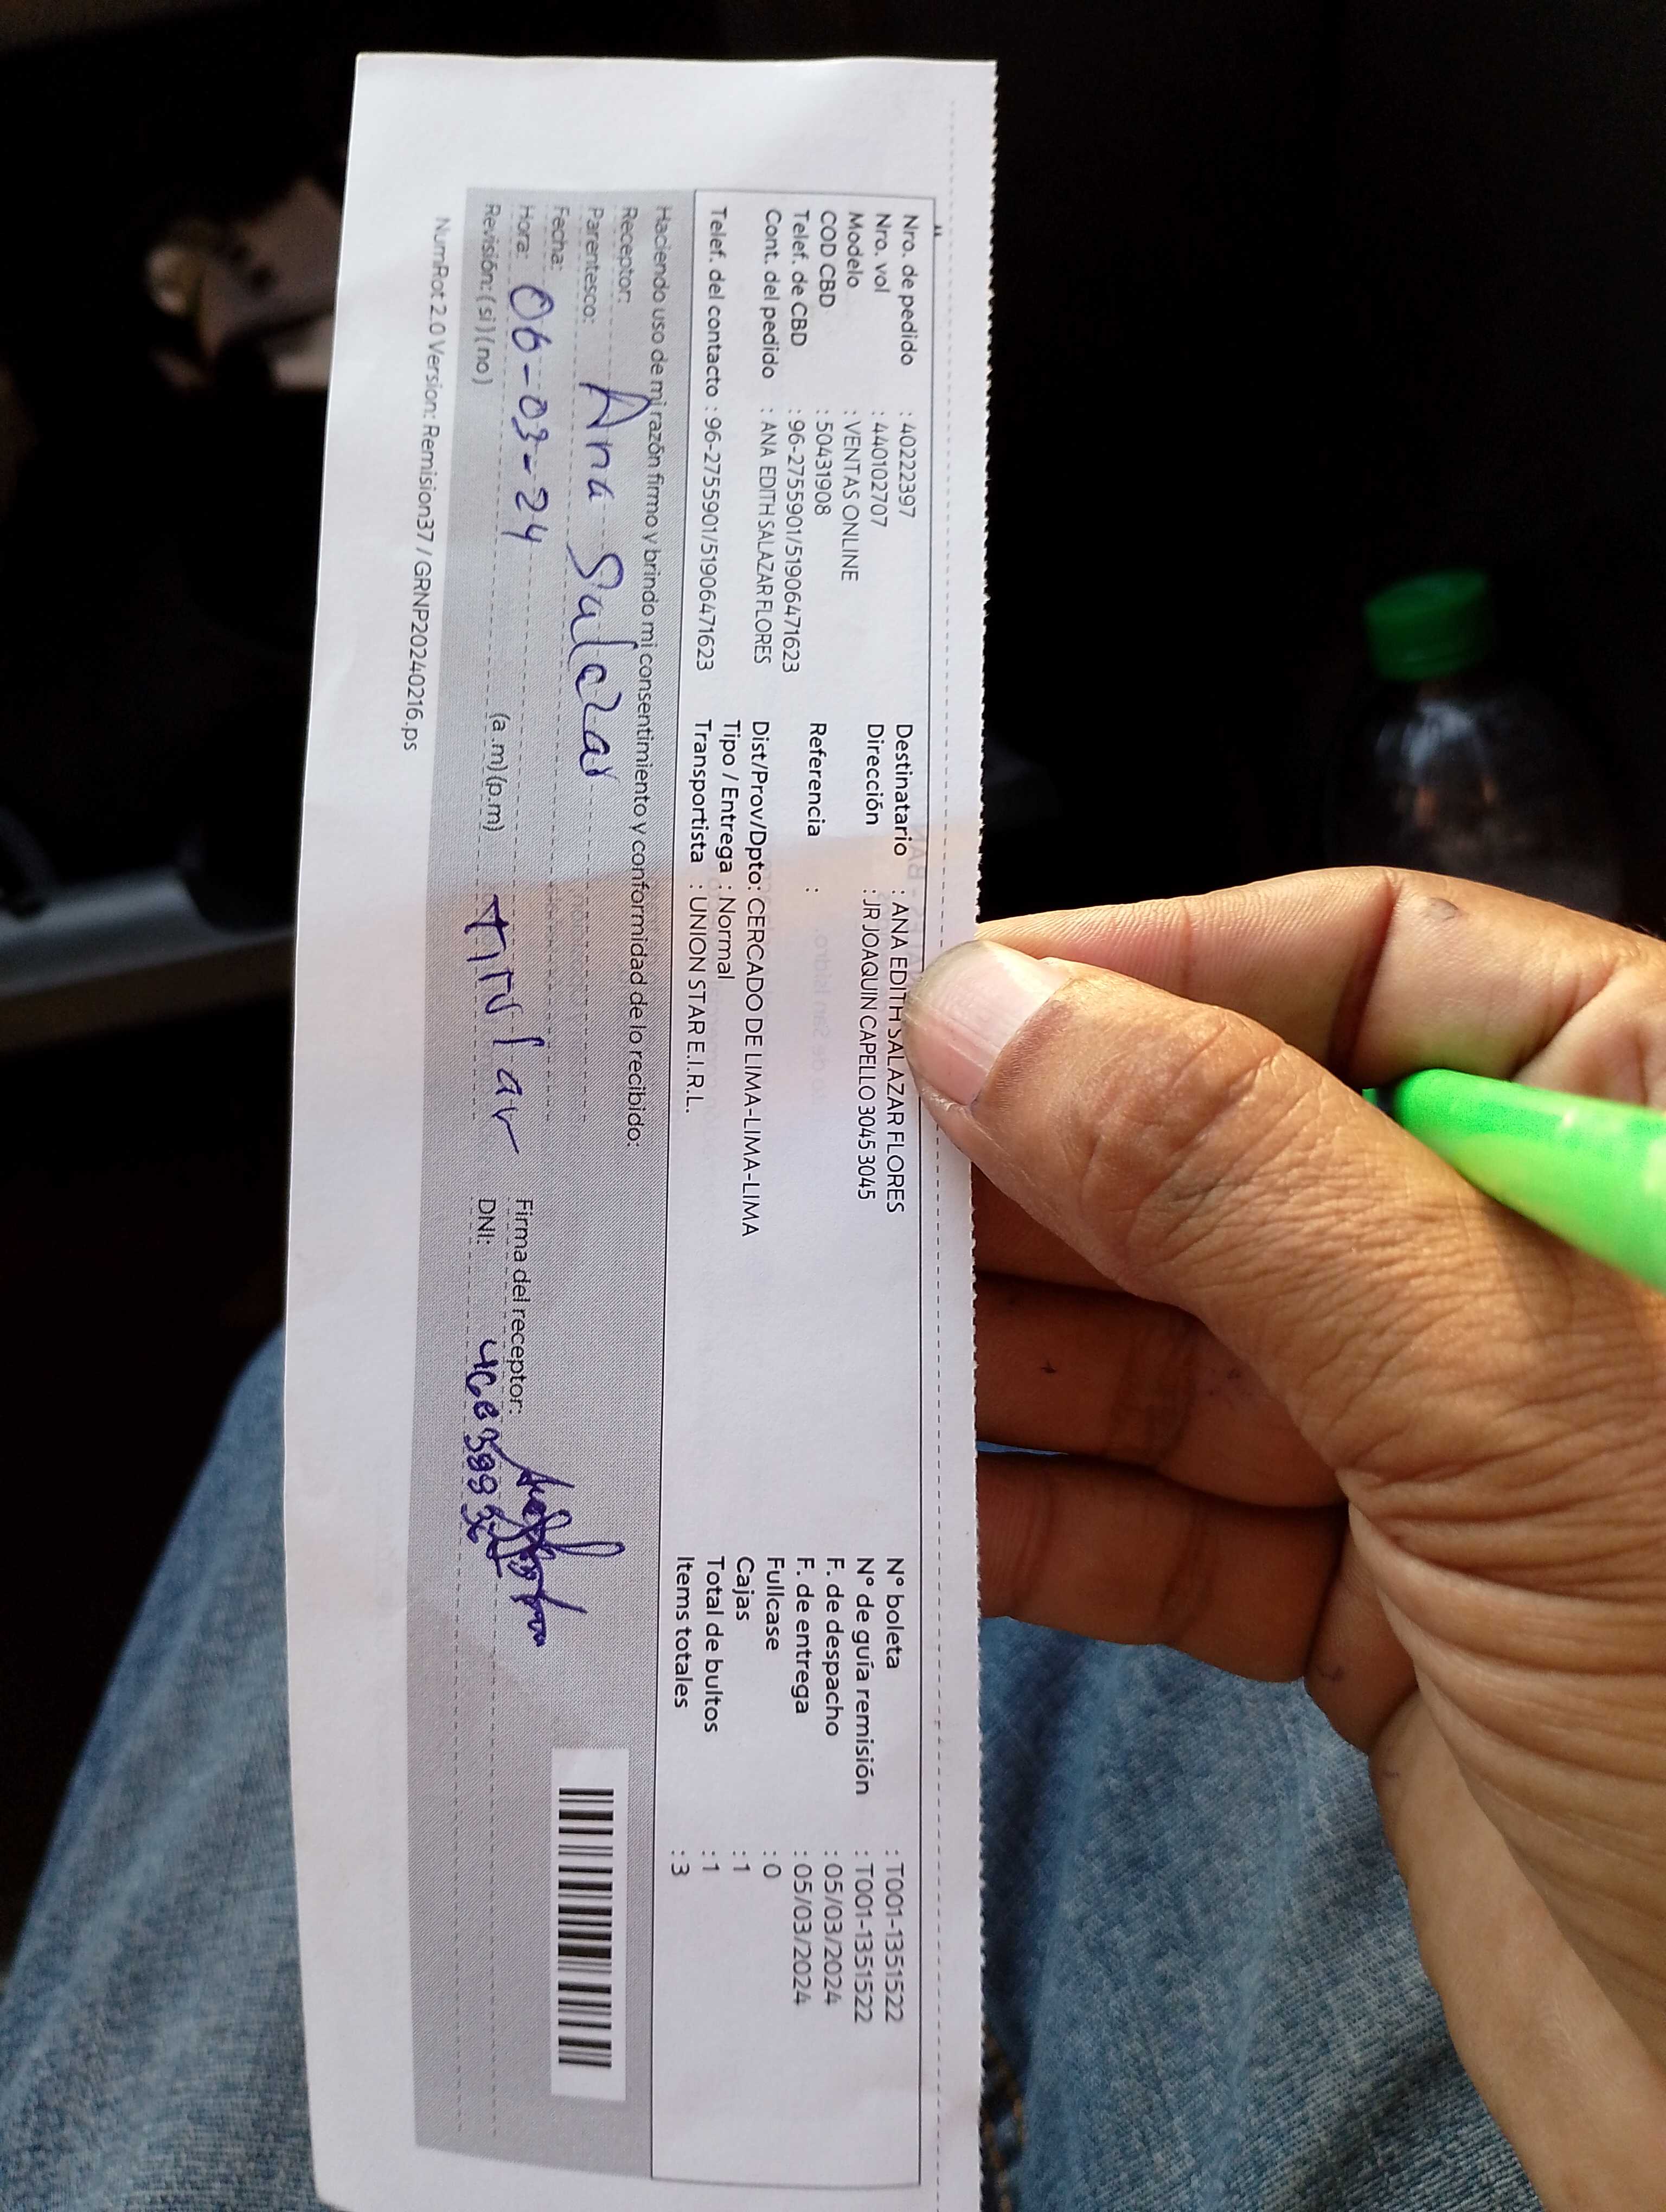 Nro. de pedido : 40222397 Destinatario : ANA EDITH SALAZAR FLORES N° boleta : T001-1351522
Nro. vol : 440102707 Dirección : JR JOAQUIN CAPELLO 3045 3045 N° de guía remisión : T001-1351522
Modelo : VENTAS ONLINE F. de despacho : 05/03/2024
COD CBD : 50431908 Referencia : F. de entrega : 05/03/2024
Telef. de CBD : 96-2755901/51906471623 Fullcase : 0
Cont. del pedido : ANA EDITH SALAZAR FLORES Dist/Prov/Dpto: CERCADO DE LIMA-LIMA-LIMA Cajas : 1
Tipo / Entrega : Normal Total de bultos : 1
Telef. del contacto : 96-2755901/51906471623 Transportista : UNION STAR E.I.R.L. Items totales : 3
Haciendo uso de mi razón firmo y brindo mi consentimiento y conformidad de lo recibido:
Receptor:
Parentesco: Ana Salazar
Fecha:
Hora: 06-03-24 (a.m)(p.m) titular Firma del receptor:
Revisión: ( si ) ( no ) DNI:
NumRot 2.0 Version: Remision37 / GRNP20240216.ps